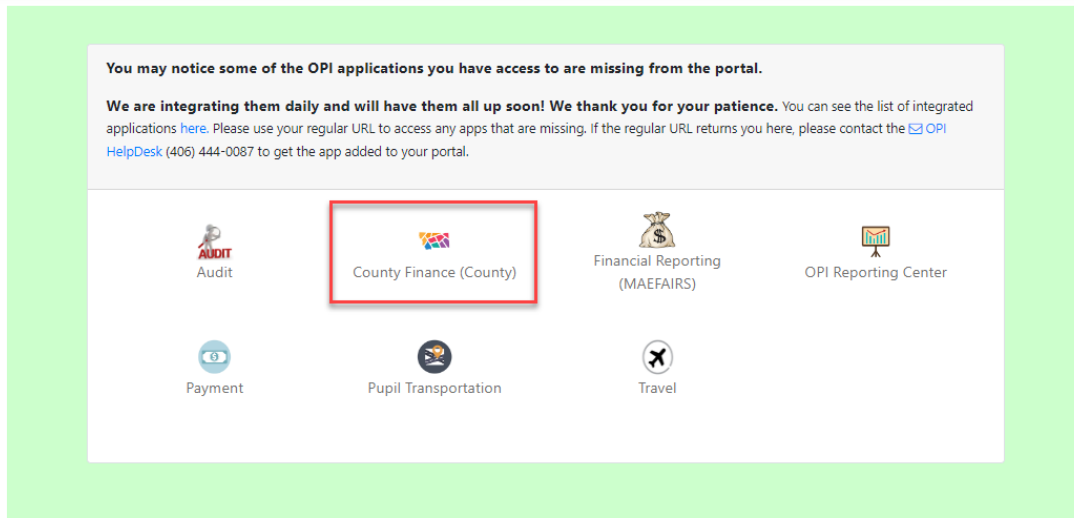 You may notice some of the OPI applications you have access to are missing from the portal.
We are integrating them daily and will have them all up soon! We thank you for your patience. You can see the list of integrated
applications here. Please use your regular URL to access any apps that are missing. If the regular URL returns you here, please contact the OPI
HelpDesk (406) 444-0087 to get the app added to your portal.
AUDIT
Audit
County Finance (County)
$
Financial Reporting
(MAEFAIRS)
OPI Reporting Center
Payment
Pupil Transportation
Travel